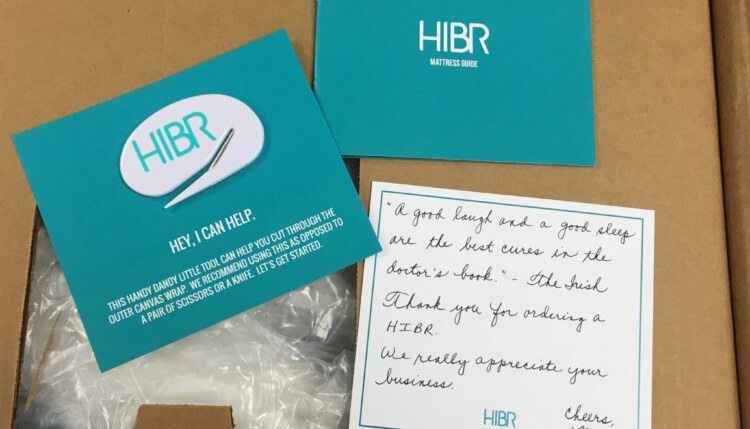 HIBR
MATTRESS GUIDE
HIBR
HEY, I CAN HELP.
THIS HANDY DANDY LITTLE TOOL CAN HELP YOU CUT THROUGH THE
OUTER CANVAS WRAP. WE RECOMMEND USING THIS AS OPPOSED TO
A PAIR OF SCISSORS OR A KNIFE. LET'S GET STARTED.
"A good laugh and a good sleep
are the best cures in the
doctor's book." - The Irish
Thank you for ordering a
HIBR.
We really appreciate your
business.
Cheers,
HIBR